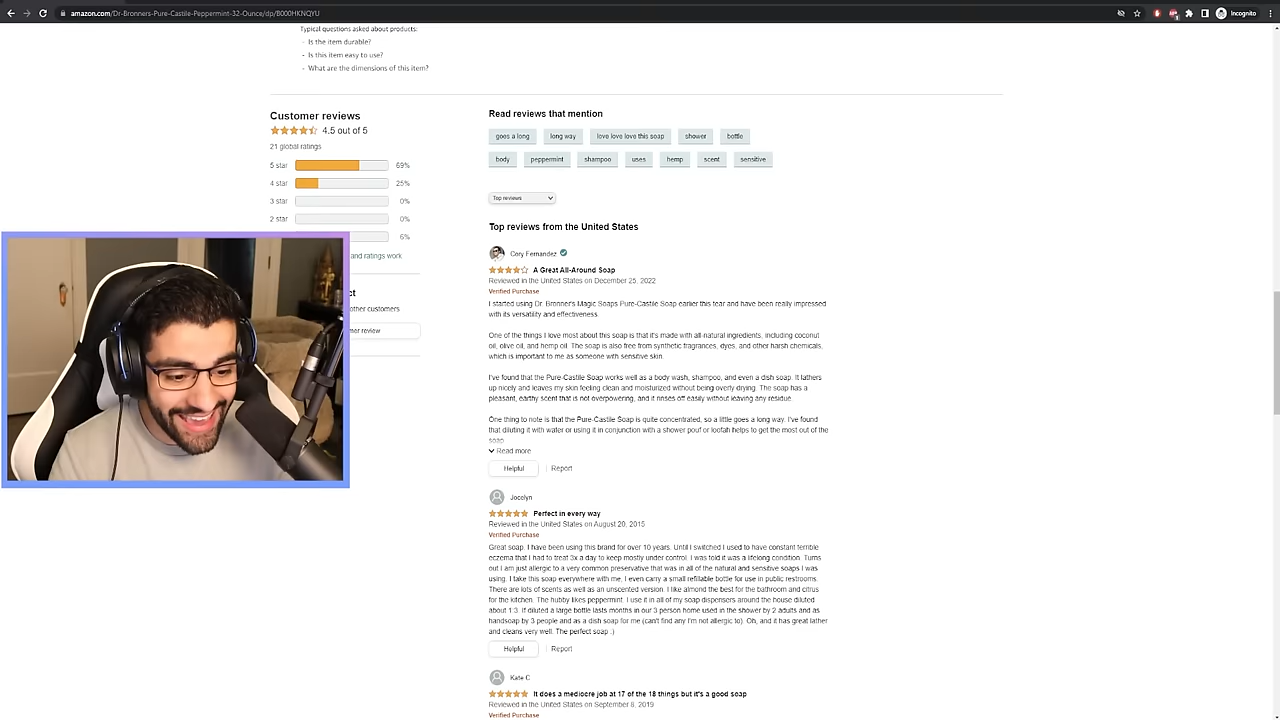 amazon.com/Dr-Bronners-Pure-Castile-Peppermint-32-Ounce/dp/B000HKNQYU
Incognito
Typical questions asked about products:
- Is the item durable?
- Is this item easy to use?
- What are the dimensions of this item?
Customer reviews
4.5 out of 5
21 global ratings
5 star 69%
4 star 25%
3 star 0%
2 star 0%
6%
and ratings work
ct
other customers
mer review
Read reviews that mention
goes a long long way love love love this soap shower bottle
body peppermint shampoo uses hemp scent sensitive
Top reviews
Top reviews from the United States
Cory Fernandez
A Great All-Around Soap
Reviewed in the United States on December 25, 2022
Verified Purchase
I started using Dr. Bronner's Magic Soaps Pure-Castile Soap earlier this tear and have been really impressed
with its versatility and effectiveness.
One of the things I love most about this soap is that it's made with all-natural ingredients, including coconut
oil, olive oil, and hemp oil. The soap is also free from synthetic fragrances, dyes, and other harsh chemicals,
which is important to me as someone with sensitive skin.
I've found that the Pure-Castile Soap works well as a body wash, shampoo, and even a dish soap. It lathers
up nicely and leaves my skin feeling clean and moisturized without being overly drying. The soap has a
pleasant, earthy scent that is not overpowering, and it rinses off easily without leaving any residue.
One thing to note is that the Pure-Castile Soap is quite concentrated, so a little goes a long way. I've found
that diluting it with water or using it in conjunction with a shower pouf or loofah helps to get the most out of the
soap.
Read more
Helpful | Report
Jocelyn
Perfect in every way
Reviewed in the United States on August 20, 2015
Verified Purchase
Great soap. I have been using this brand for over 10 years. Until I switched I used to have constant terrible
eczema that I had to treat 3x a day to keep mostly under control. I was told it was a lifelong condition. Turns
out I am just allergic to a very common preservative that was in all of the natural and sensitive soaps I was
using. I take this soap everywhere with me, I even carry a small refillable bottle for use in public restrooms.
There are lots of scents as well as an unscented version. I like almond the best for the bathroom and citrus
for the kitchen. The hubby likes peppermint. I use it in all of my soap dispensers around the house diluted
about 1:3. If diluted a large bottle lasts months in our 3 person home used in the shower by 2 adults and as
handsoap by 3 people and as a dish soap for me (can't find any I'm not allergic to). Oh, and it has great lather
and cleans very well. The perfect soap :)
Helpful | Report
Kate C
It does a mediocre job at 17 of the 18 things but it's a good soap
Reviewed in the United States on September 8, 2019
Verified Purchase